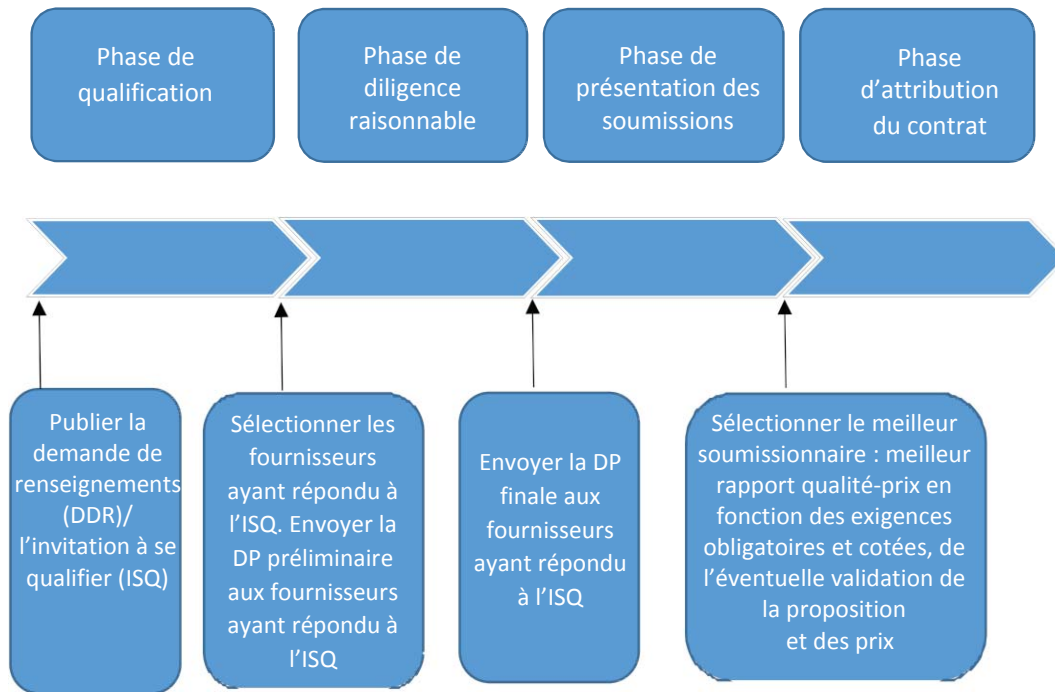 Phase de
qualification
Phase de
diligence
raisonnable
Phase de
présentation des
soumissions
Phase
d’attribution
du contrat
Publier la
demande de
renseignements
(DDR)/
l’invitation à se
qualifier (ISQ)
Sélectionner les
fournisseurs
ayant répondu à
l’ISQ. Envoyer la
DP préliminaire
aux fournisseurs
ayant répondu à
l’ISQ
Envoyer la DP
finale aux
fournisseurs
ayant répondu
à l’ISQ
Sélectionner le meilleur
soumissionnaire : meilleur
rapport qualité-prix en
fonction des exigences
obligatoires et cotées, de
l’éventuelle validation de
la proposition
et des prix